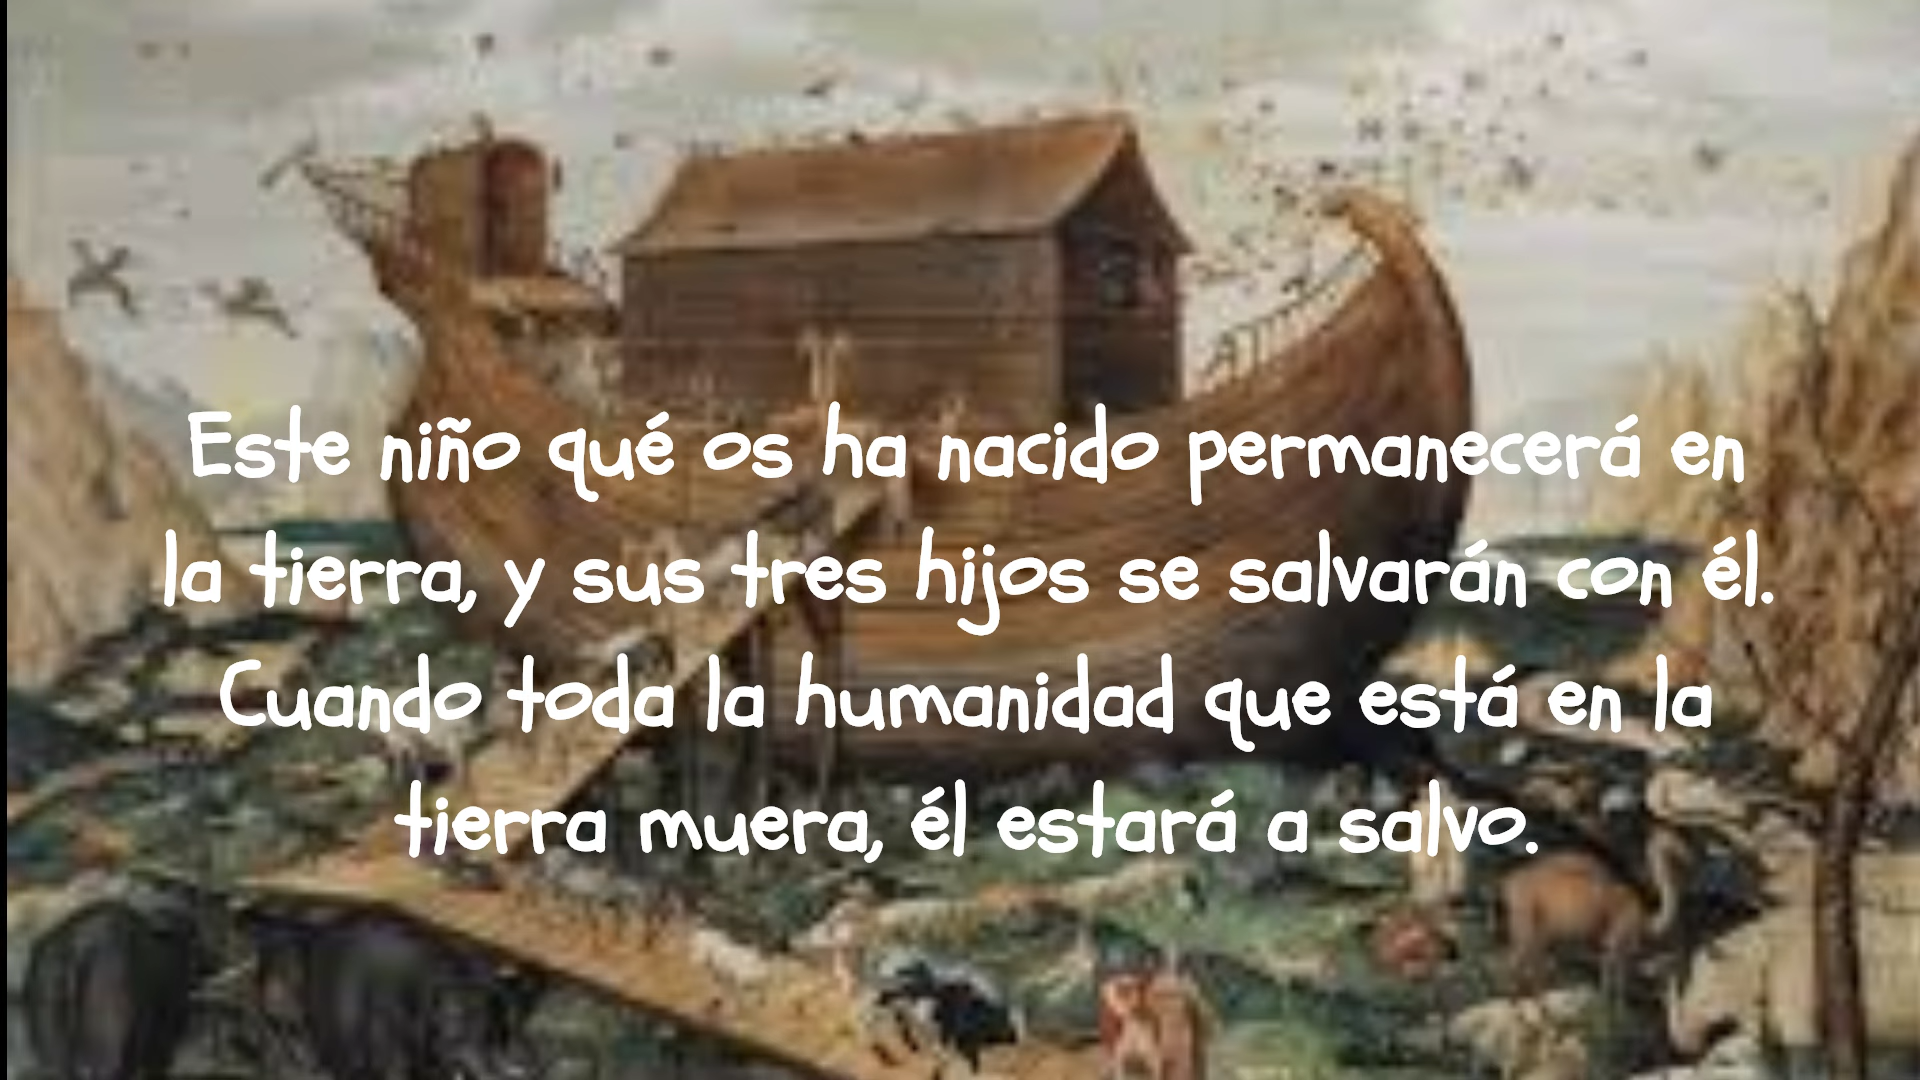 Este niño qué os ha nacido permanecerá en
la tierra, y sus tres hijos se salvarán con él.
Cuando toda la humanidad que está en la
tierra muera, él estará a salvo.